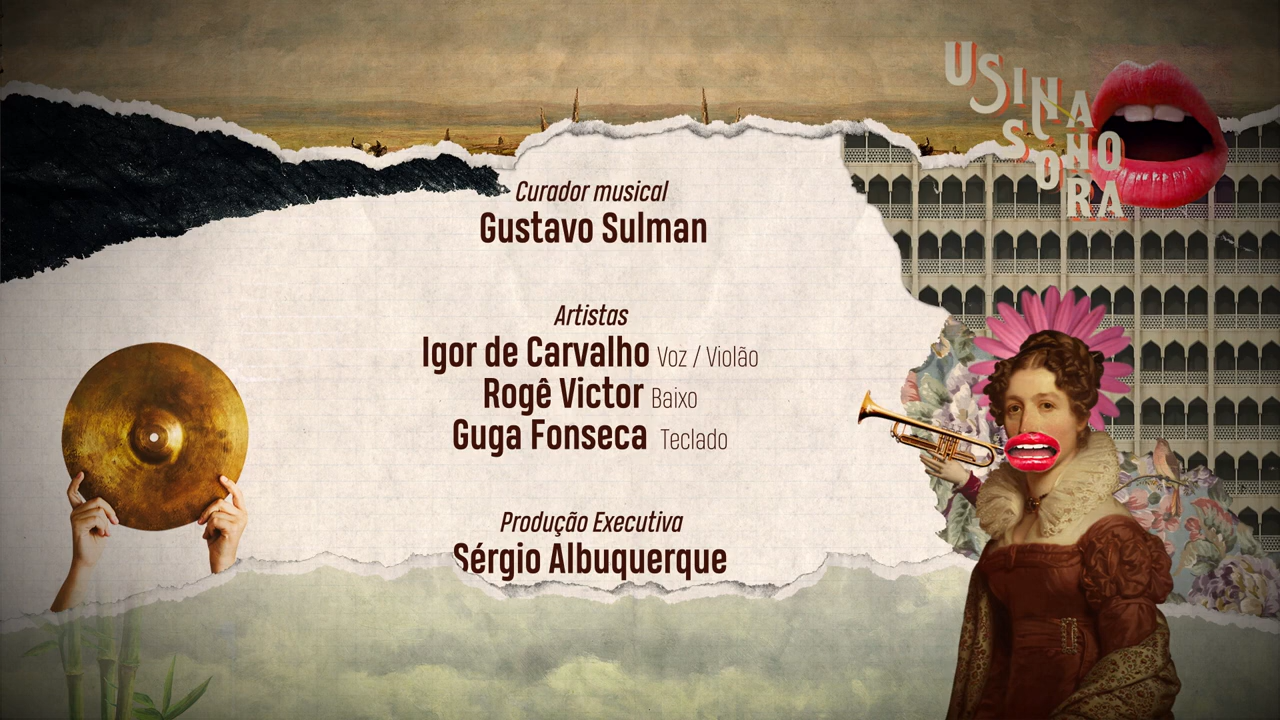 USINA
SONORA
Curador musical
Gustavo Sulman
Artistas
Igor de Carvalho Voz / Violão
Rogê Victor Baixo
Guga Fonseca Teclado
Produção Executiva
Sérgio Albuquerque